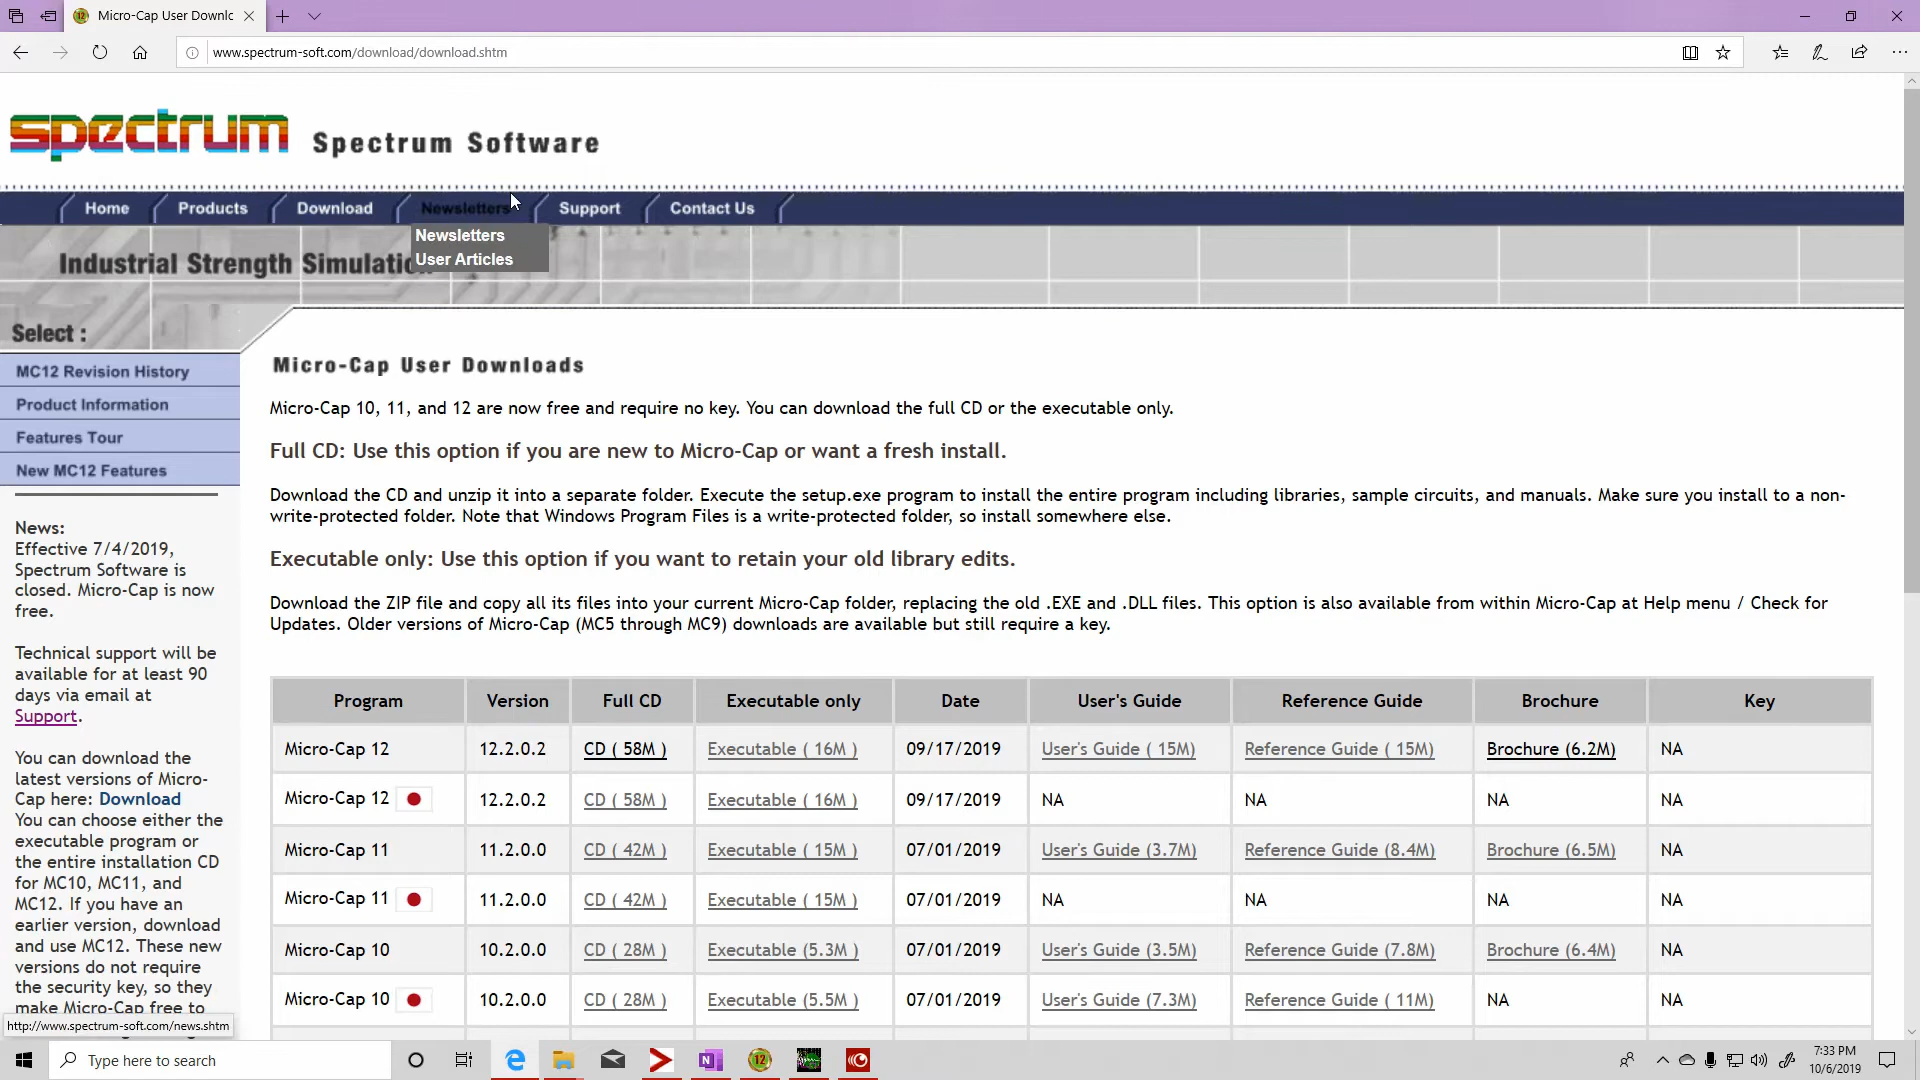 Micro-Cap User Downlc
www.spectrum-soft.com/download/download.shtm
spectrum Spectrum Software
Home Products Download Newsletters Support Contact Us
Newsletters
User Articles
Industrial Strength Simulatio
Select :
MC12 Revision History
Product Information
Features Tour
New MC12 Features
News:
Effective 7/4/2019,
Spectrum Software is
closed. Micro-Cap is now
free.
Technical support will be
available for at least 90
days via email at
Support.
You can download the
latest versions of Micro-
Cap here: Download
You can choose either the
executable program or
the entire installation CD
for MC10, MC11, and
MC12. If you have an
earlier version, download
and use MC12. These new
versions do not require
the security key, so they
make Micro-Cap free to
Micro-Cap User Downloads
Micro-Cap 10, 11, and 12 are now free and require no key. You can download the full CD or the executable only.
Full CD: Use this option if you are new to Micro-Cap or want a fresh install.
Download the CD and unzip it into a separate folder. Execute the setup.exe program to install the entire program including libraries, sample circuits, and manuals. Make sure you install to a non-
write-protected folder. Note that Windows Program Files is a write-protected folder, so install somewhere else.
Executable only: Use this option if you want to retain your old library edits.
Download the ZIP file and copy all its files into your current Micro-Cap folder, replacing the old .EXE and .DLL files. This option is also available from within Micro-Cap at Help menu / Check for
Updates. Older versions of Micro-Cap (MC5 through MC9) downloads are available but still require a key.
Program Version Full CD Executable only Date User's Guide Reference Guide Brochure Key
Micro-Cap 12 12.2.0.2 CD ( 58M ) Executable ( 16M ) 09/17/2019 User's Guide ( 15M) Reference Guide ( 15M) Brochure (6.2M) NA
Micro-Cap 12 12.2.0.2 CD ( 58M ) Executable ( 16M ) 09/17/2019 NA NA NA NA
Micro-Cap 11 11.2.0.0 CD ( 42M ) Executable ( 15M ) 07/01/2019 User's Guide (3.7M) Reference Guide (8.4M) Brochure (6.5M) NA
Micro-Cap 11 11.2.0.0 CD ( 42M ) Executable ( 15M ) 07/01/2019 NA NA NA NA
Micro-Cap 10 10.2.0.0 CD ( 28M ) Executable (5.3M ) 07/01/2019 User's Guide (3.5M) Reference Guide (7.8M) Brochure (6.4M) NA
Micro-Cap 10 10.2.0.0 CD ( 28M ) Executable (5.5M ) 07/01/2019 User's Guide (7.3M) Reference Guide ( 11M) NA NA
http://www.spectrum-soft.com/news.shtm
Type here to search
12
7:33 PM
10/6/2019